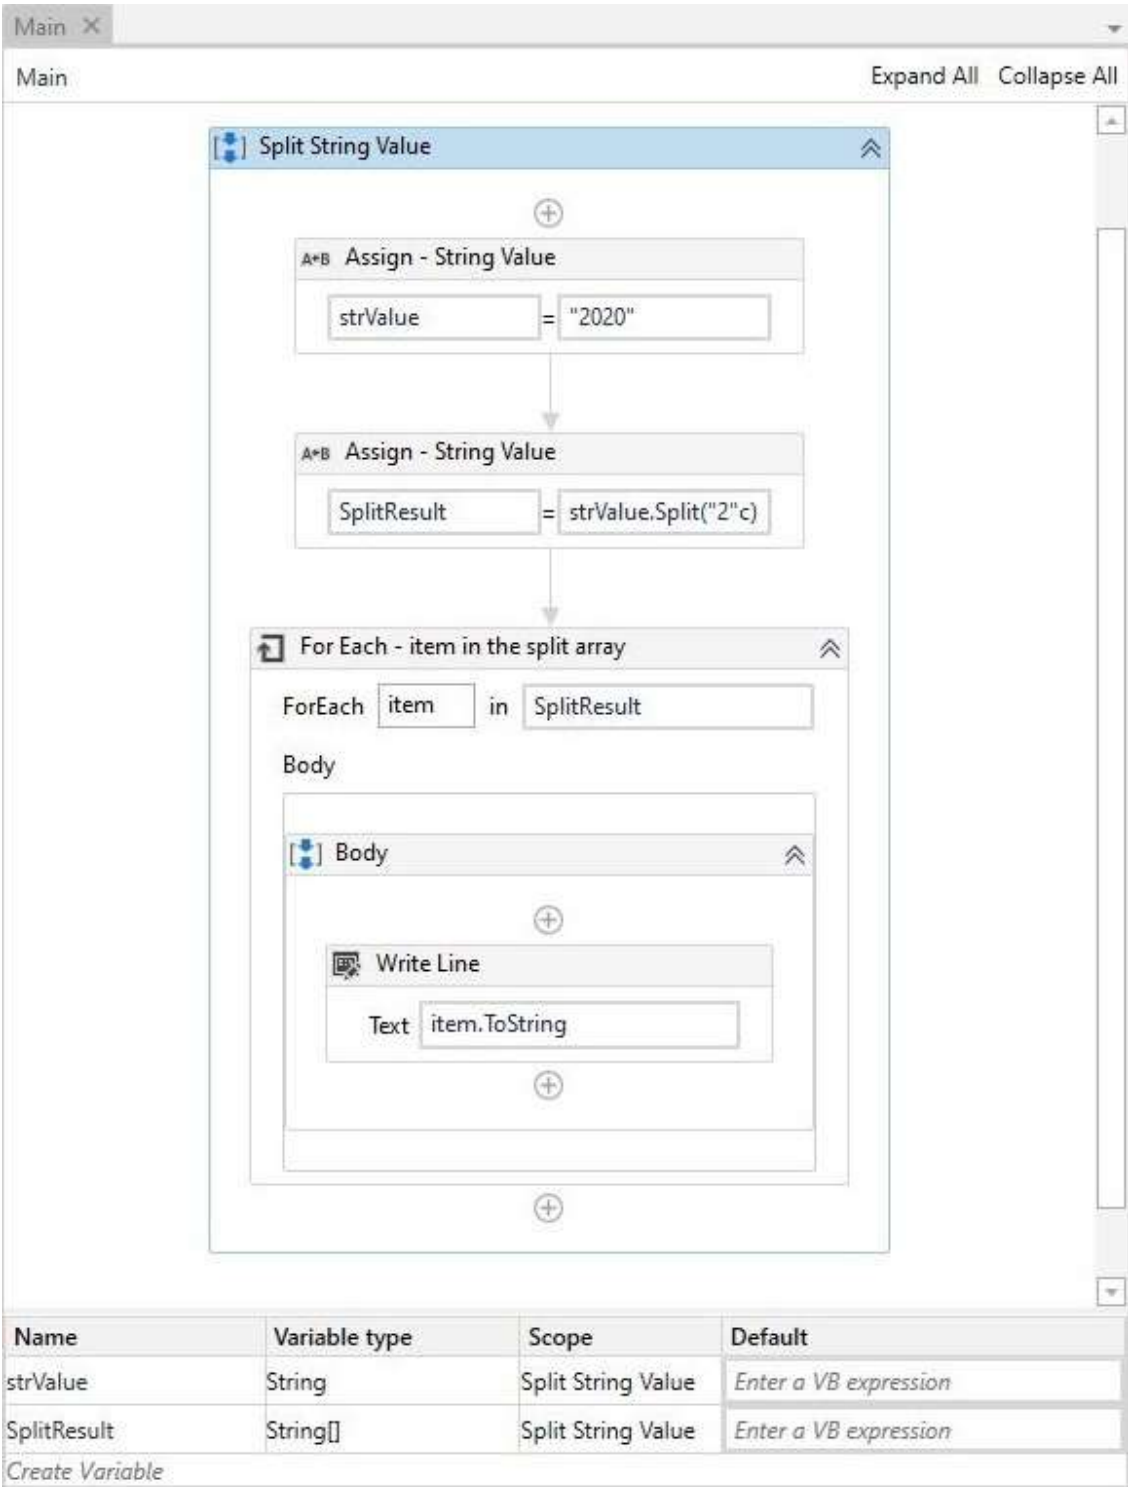 Main
Main Expand All Collapse All
Split String Value
A←B Assign - String Value
strValue = "2020"
A←B Assign - String Value
SplitResult = strValue.Split("2"c)
For Each - item in the split array
ForEach item in SplitResult
Body
Body
Write Line
Text item.ToString
Name Variable type Scope Default
strValue String Split String Value Enter a VB expression
SplitResult String[] Split String Value Enter a VB expression
Create Variable